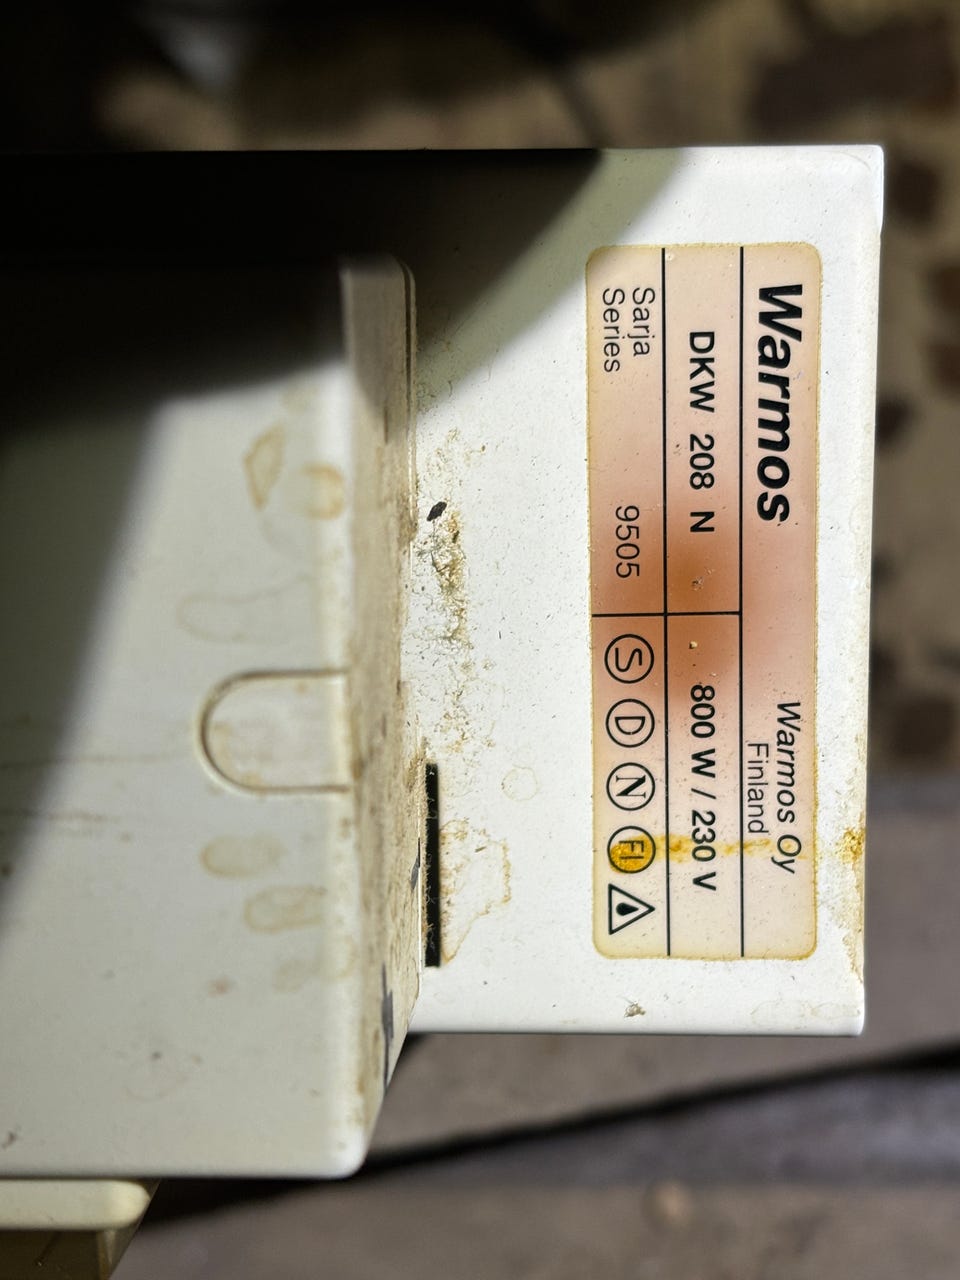 Warmos
Warmos Oy
Finland
DKW 208 N
800 W / 230 V
Sarja
Series
9505
S D N FI